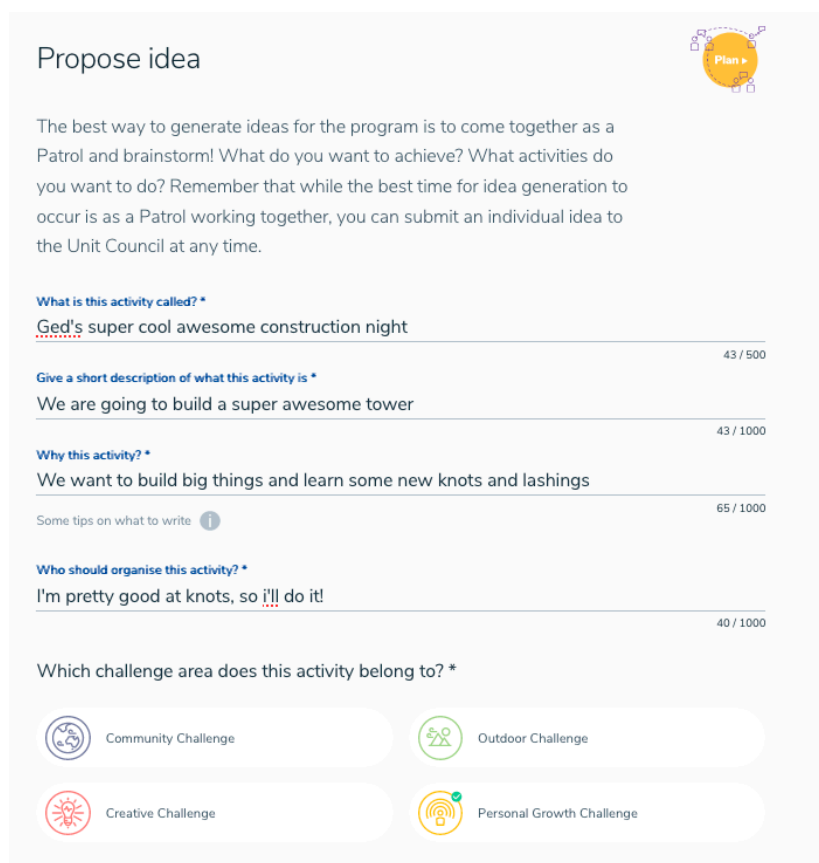 Propose idea
Plan ▸
The best way to generate ideas for the program is to come together as a
Patrol and brainstorm! What do you want to achieve? What activities do
you want to do? Remember that while the best time for idea generation to
occur is as a Patrol working together, you can submit an individual idea to
the Unit Council at any time.
What is this activity called? *
Ged's super cool awesome construction night
43 / 500
Give a short description of what this activity is *
We are going to build a super awesome tower
43 / 1000
Why this activity? *
We want to build big things and learn some new knots and lashings
65 / 1000
Some tips on what to write i
Who should organise this activity? *
I'm pretty good at knots, so i'll do it!
40 / 1000
Which challenge area does this activity belong to? *
Community Challenge
Outdoor Challenge
Creative Challenge
Personal Growth Challenge